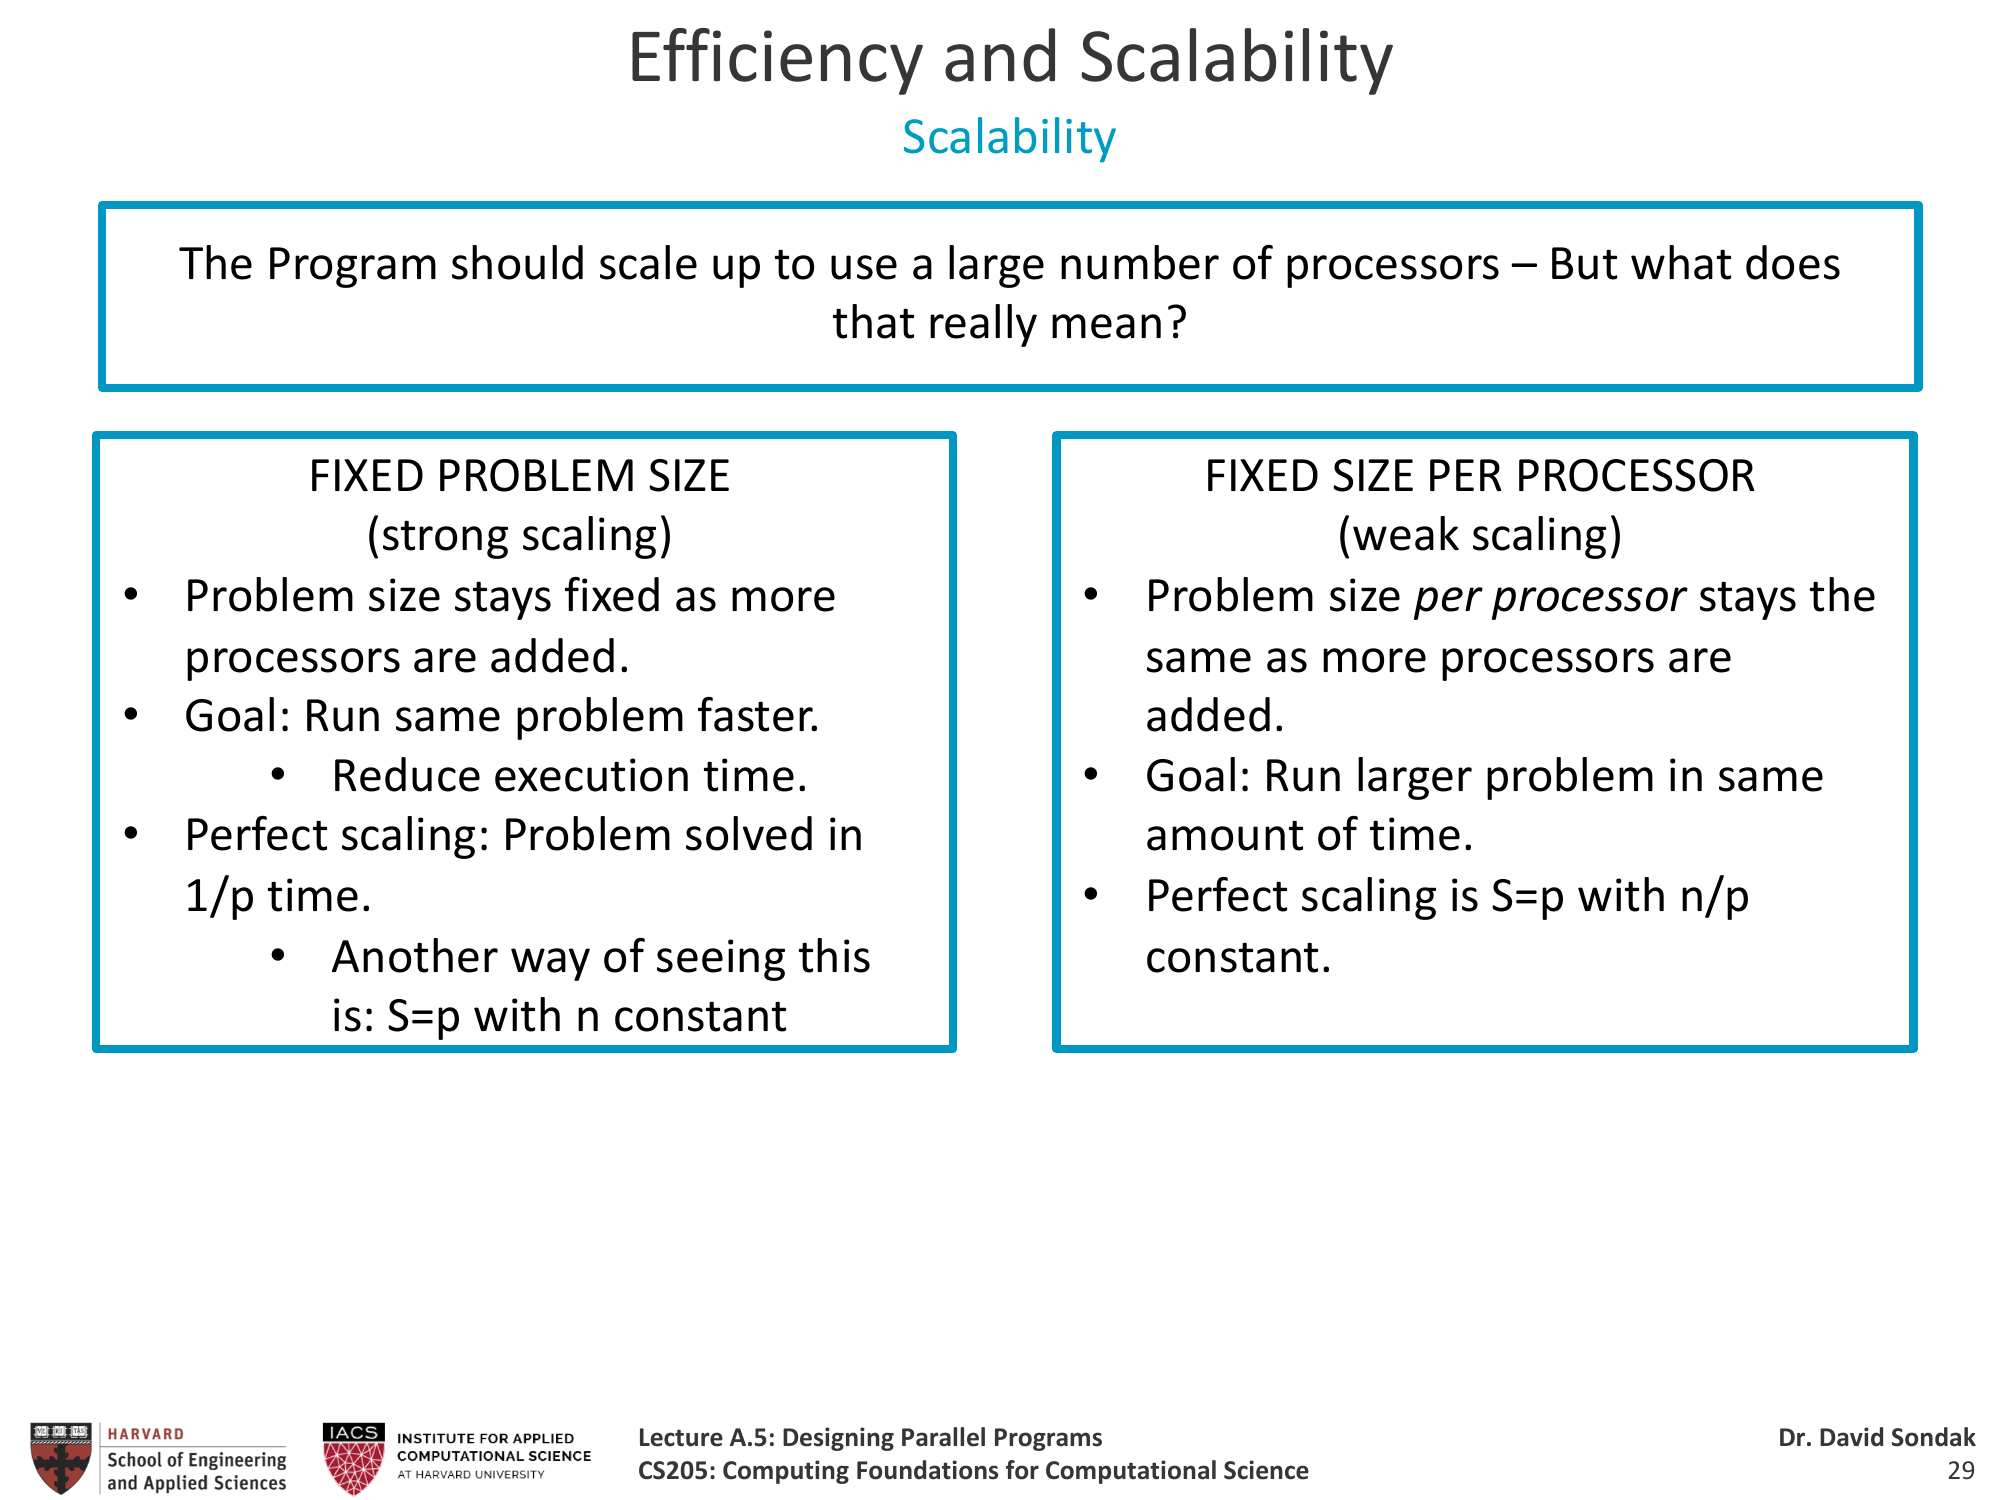 Efficiency and Scalability
Scalability
The Program should scale up to use a large number of processors – But what does
that really mean?
FIXED PROBLEM SIZE
(strong scaling)
• Problem size stays fixed as more
processors are added.
• Goal: Run same problem faster.
• Reduce execution time.
• Perfect scaling: Problem solved in
1/p time.
• Another way of seeing this
is: S=p with n constant
FIXED SIZE PER PROCESSOR
(weak scaling)
• Problem size per processor stays the
same as more processors are
added.
• Goal: Run larger problem in same
amount of time.
• Perfect scaling is S=p with n/p
constant.
HARVARD
School of Engineering
and Applied Sciences
IACS
INSTITUTE FOR APPLIED
COMPUTATIONAL SCIENCE
AT HARVARD UNIVERSITY
Lecture A.5: Designing Parallel Programs
CS205: Computing Foundations for Computational Science
Dr. David Sondak
29